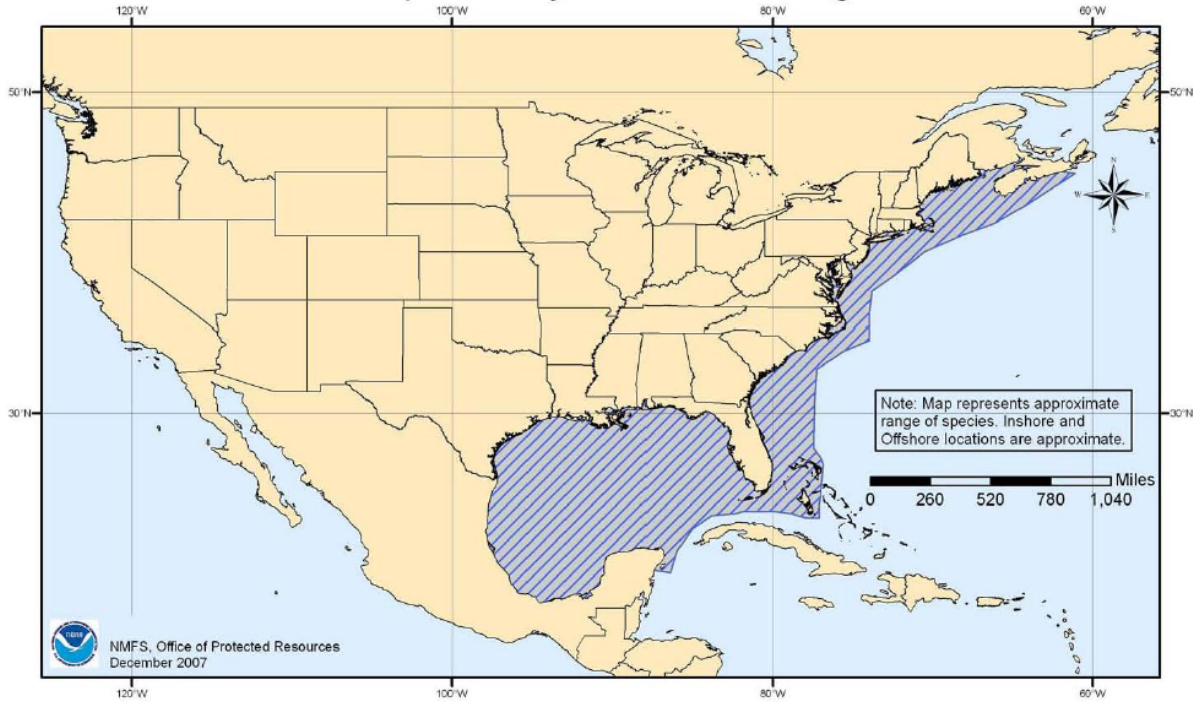 120°W 100°W 80°W 60°W
50°N 50°N
N
W E
S
30°N 30°N
Note: Map represents approximate
range of species. Inshore and
Offshore locations are approximate.
Miles
0 260 520 780 1,040
NMFS, Office of Protected Resources
December 2007
120°W 100°W 80°W 60°W